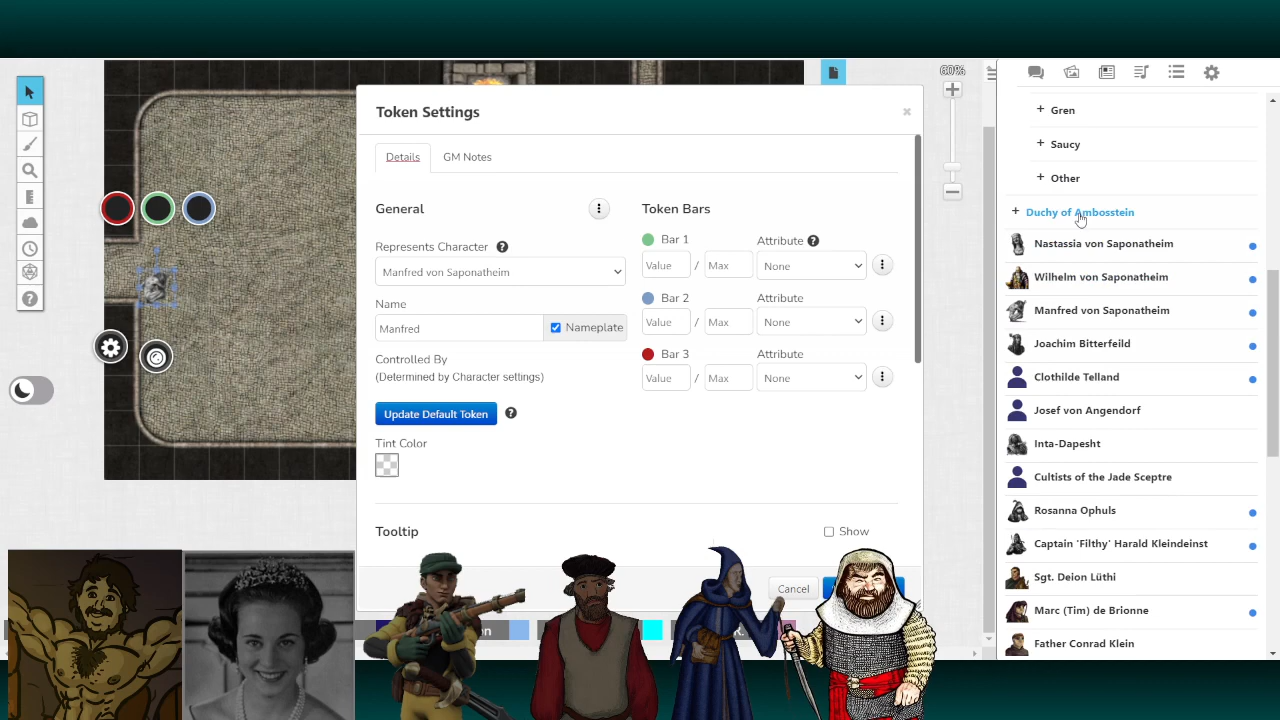 60%
Token Settings
×
Details
GM Notes
General
Represents Character
Manfred von Saponatheim
Name
Manfred
Nameplate
Controlled By
(Determined by Character settings)
Update Default Token
Tint Color
Token Bars
Bar 1
Attribute
Value / Max
None
Bar 2
Attribute
Value / Max
None
Bar 3
Attribute
Value / Max
None
Tooltip
Show
Cancel
+ Gren
+ Saucy
+ Other
+ Duchy of Ambosstein
Nastassia von Saponatheim
Wilhelm von Saponatheim
Manfred von Saponatheim
Joachim Bitterfeild
Clothilde Telland
Josef von Angendorf
Inta-Dapesht
Cultists of the Jade Sceptre
Rosanna Ophuls
Captain 'Filthy' Harald Kleindeinst
Sgt. Deion Lüthi
Marc (Tim) de Brionne
Father Conrad Klein